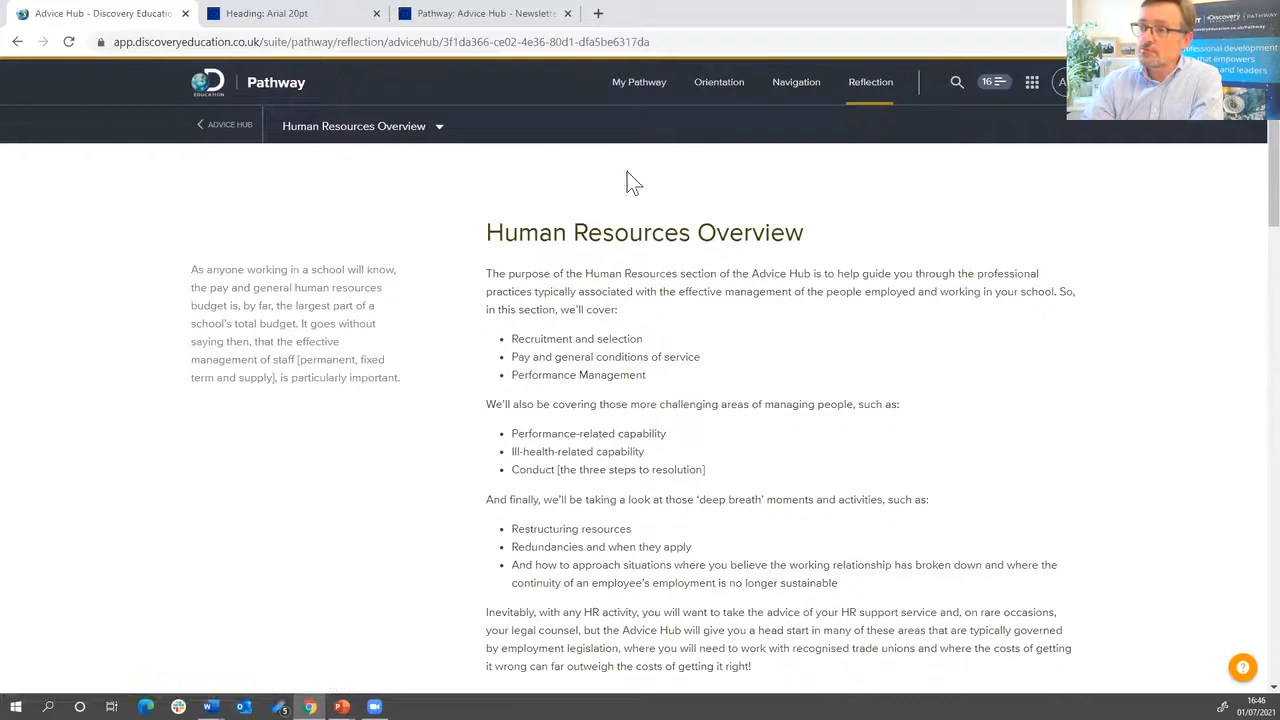 Advice Hub - Discovery Education
Heading: Arial 20pt
Pathway: Advice Hub - Newslette
app.discoveryeducation.co.uk/suite/pathway/reflection/advicehub/3f1da366-ce02-4e36-80d1-dfa5be6317da
EDUCATION
Pathway
My Pathway
Orientation
Navigation
Reflection
16
ADVICE HUB
Human Resources Overview
Discovery
EDUCATION
PATHWAY
professional development
that empowers
and leaders
Human Resources Overview
As anyone working in a school will know,
the pay and general human resources
budget is, by far, the largest part of a
school's total budget. It goes without
saying then, that the effective
management of staff [permanent, fixed
term and supply], is particularly important.
The purpose of the Human Resources section of the Advice Hub is to help guide you through the professional
practices typically associated with the effective management of the people employed and working in your school. So,
in this section, we'll cover:
• Recruitment and selection
• Pay and general conditions of service
• Performance Management
We'll also be covering those more challenging areas of managing people, such as:
• Performance-related capability
• Ill-health-related capability
• Conduct [the three steps to resolution]
And finally, we'll be taking a look at those 'deep breath' moments and activities, such as:
• Restructuring resources
• Redundancies and when they apply
• And how to approach situations where you believe the working relationship has broken down and where the
continuity of an employee's employment is no longer sustainable
Inevitably, with any HR activity, you will want to take the advice of your HR support service and, on rare occasions,
your legal counsel, but the Advice Hub will give you a head start in many of these areas that are typically governed
by employment legislation, where you will need to work with recognised trade unions and where the costs of getting
it wrong can far outweigh the costs of getting it right!
16:46
01/07/2021